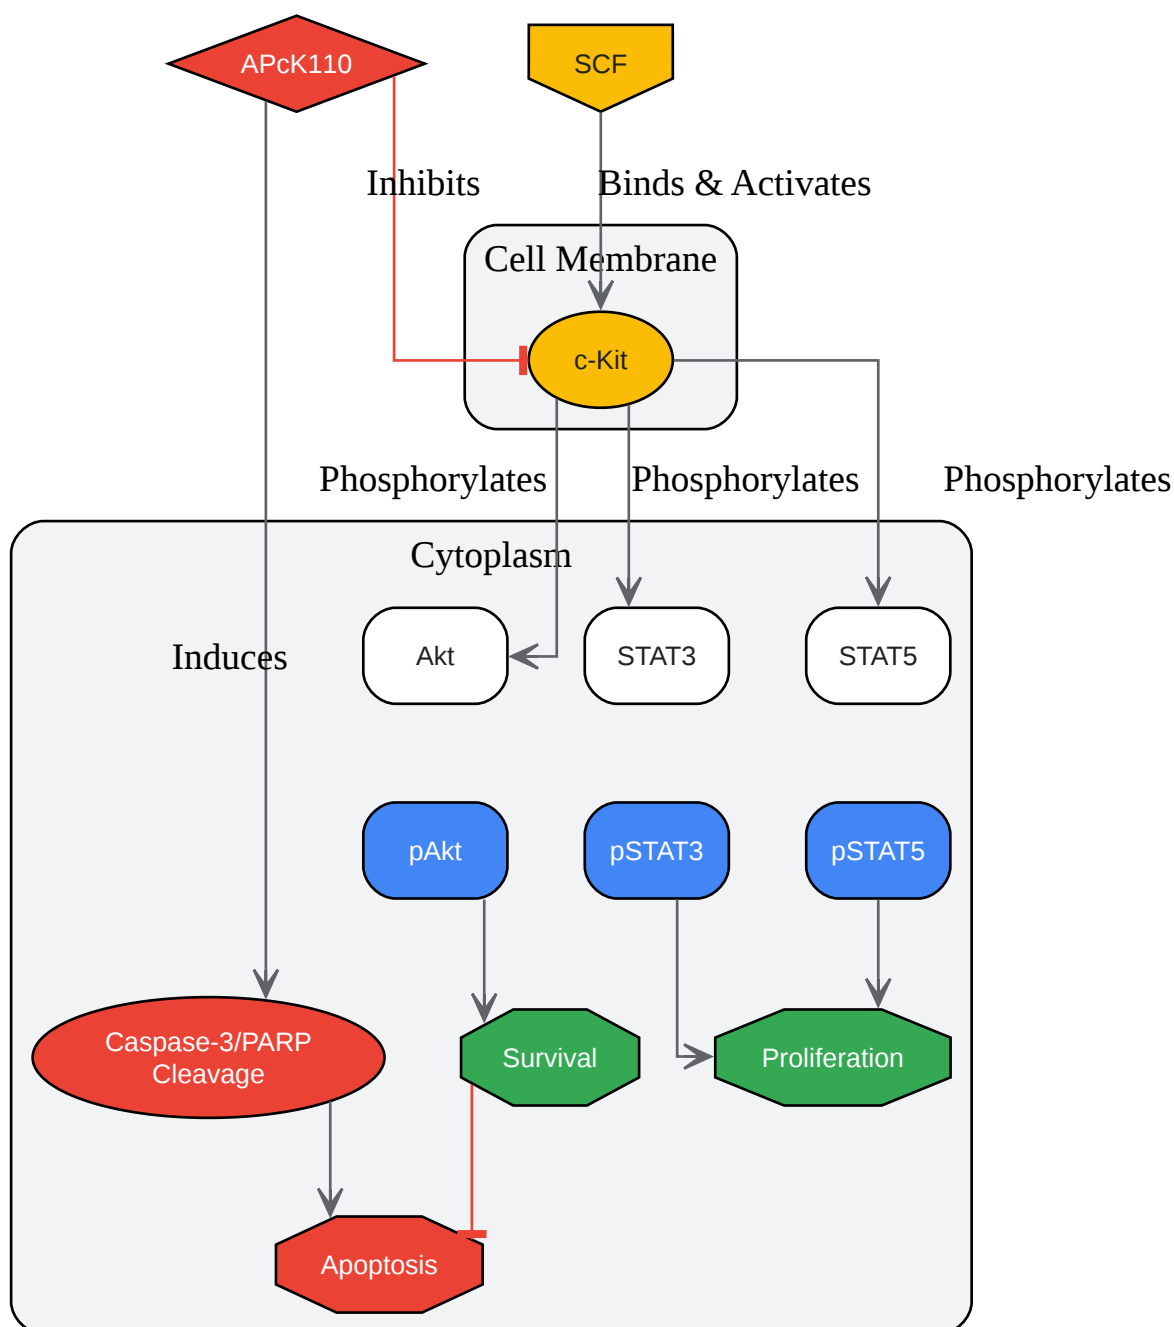 APcK110
SCF
Inhibits
Binds & Activates
Cell Membrane
c-Kit
Phosphorylates
Phosphorylates
Phosphorylates
Cytoplasm
Induces
Akt
STAT3
STAT5
pAkt
pSTAT3
pSTAT5
Caspase-3/PARP
Cleavage
Survival
Proliferation
Apoptosis